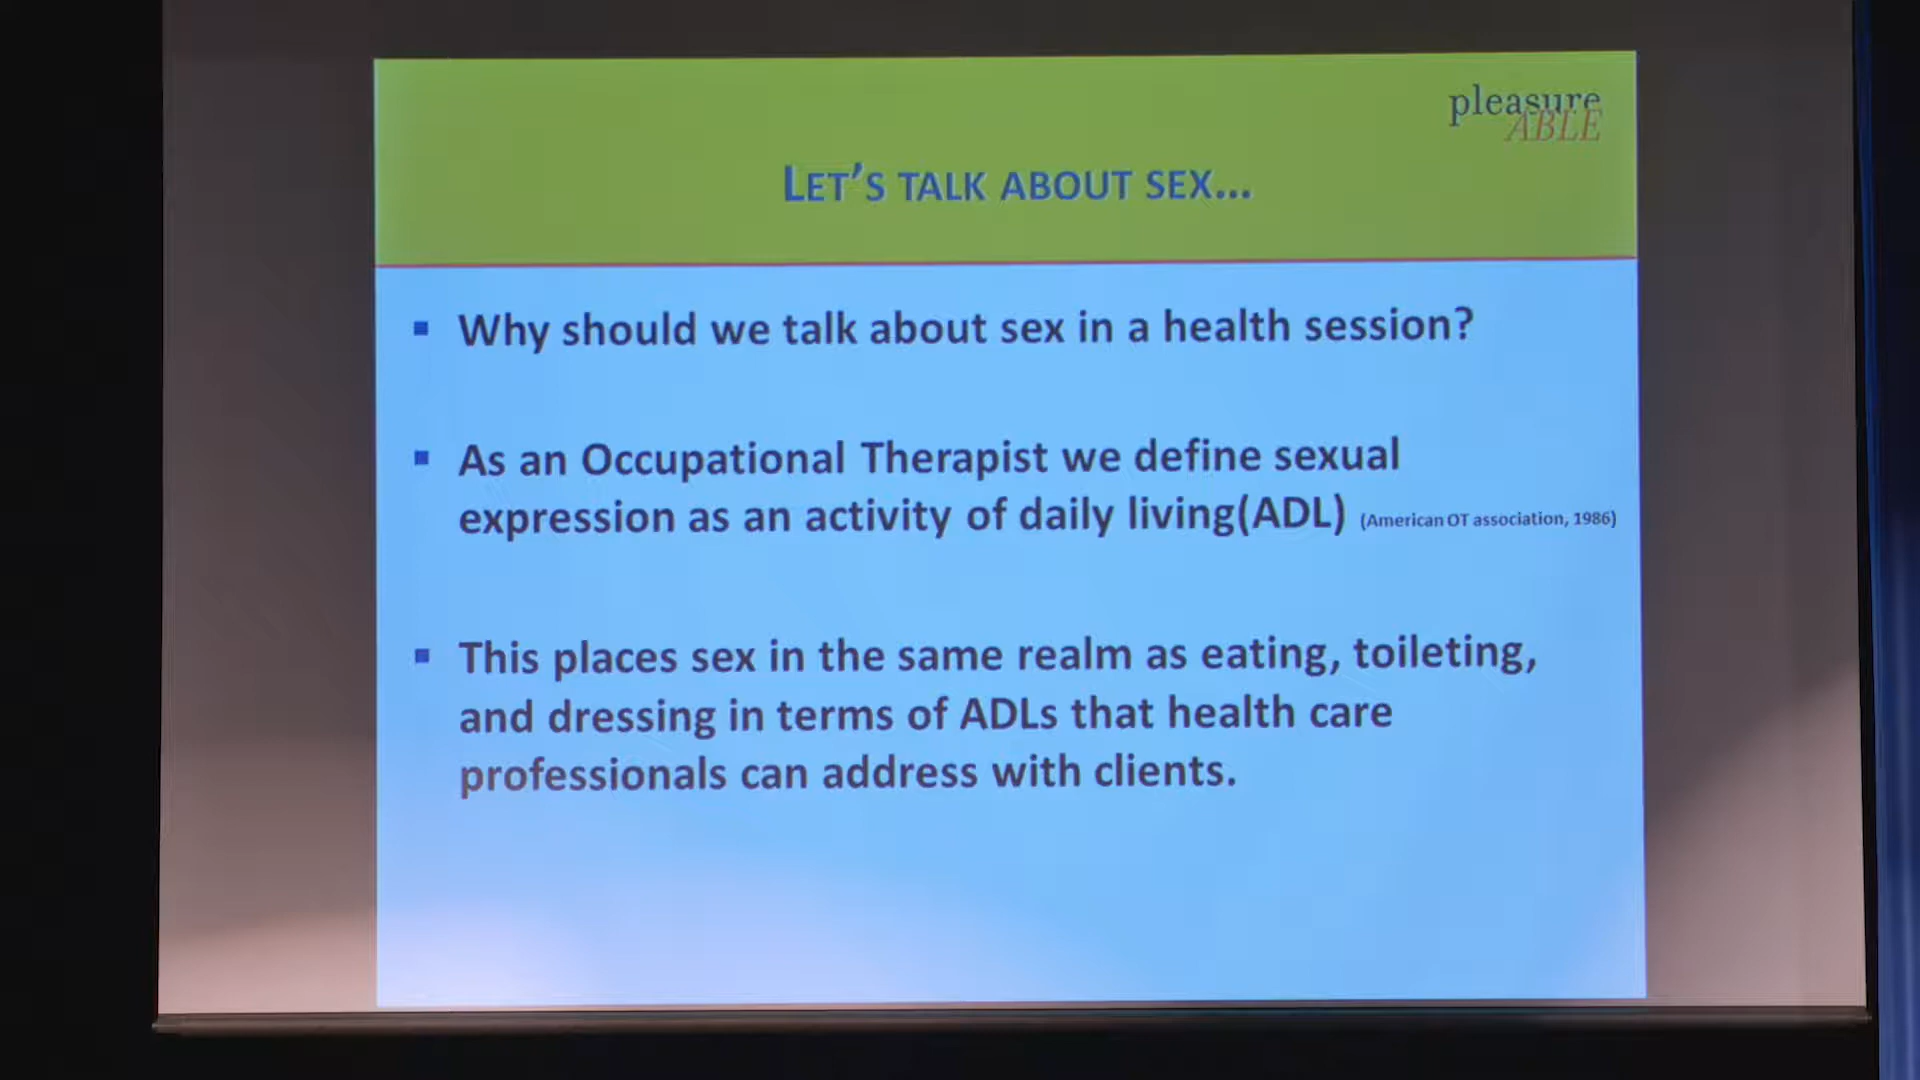 pleasure
ABLE
LET'S TALK ABOUT SEX...
▪ Why should we talk about sex in a health session?
▪ As an Occupational Therapist we define sexual
expression as an activity of daily living(ADL) (American OT association, 1986)
▪ This places sex in the same realm as eating, toileting,
and dressing in terms of ADLs that health care
professionals can address with clients.